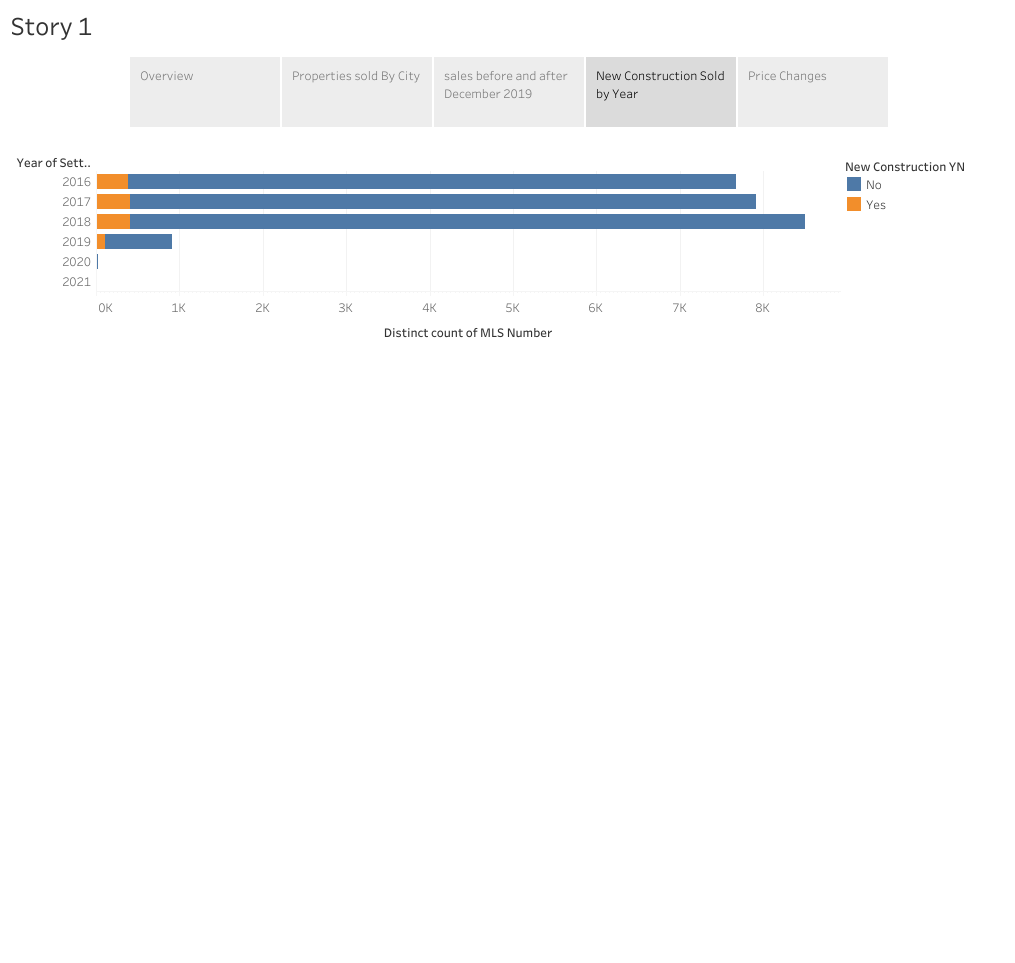 Story 1
Overview
Properties sold By City
sales before and after
December 2019
New Construction Sold
by Year
Price Changes
Year of Sett..
New Construction YN
2016
No
2017
Yes
2018
2019
2020
2021
0K 1K 2K 3K 4K 5K 6K 7K 8K
Distinct count of MLS Number